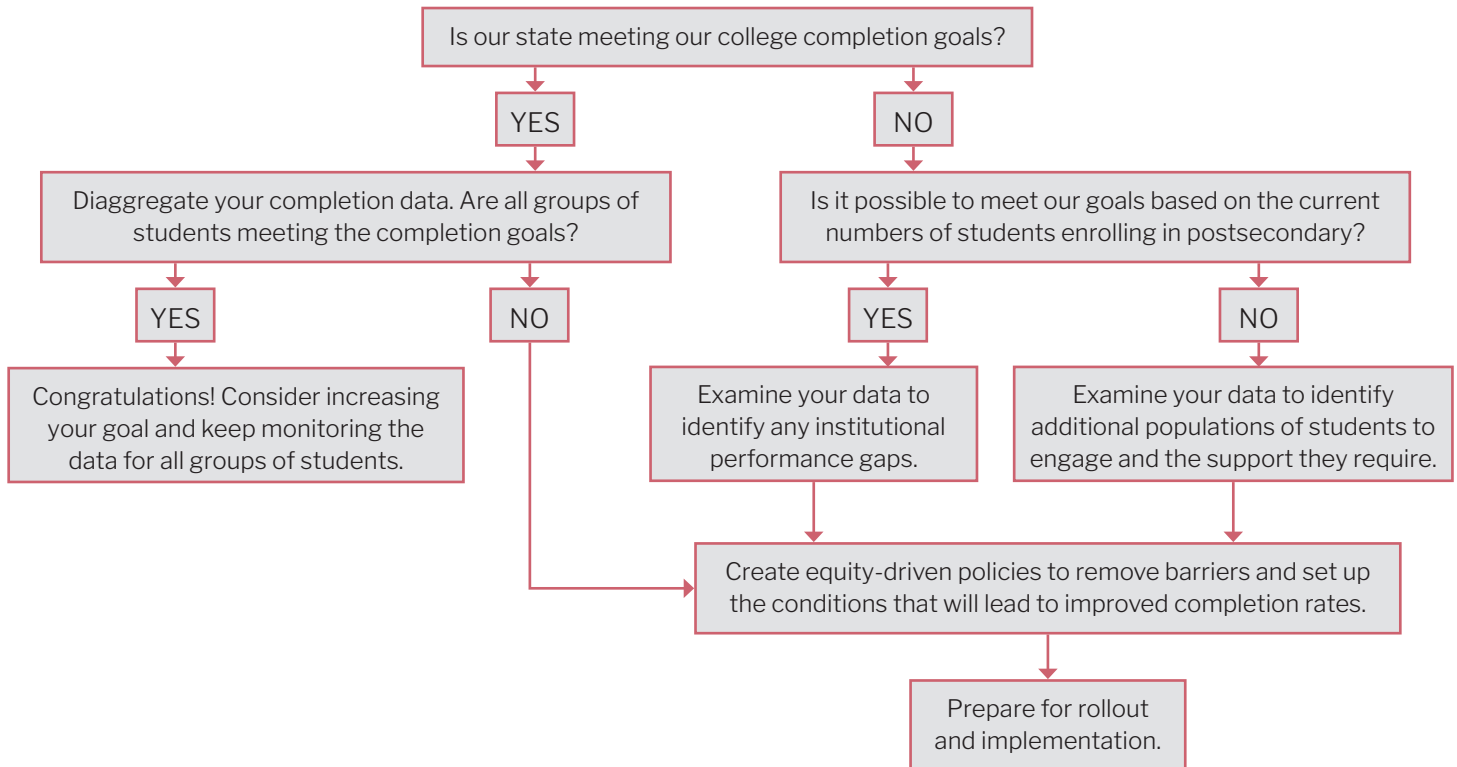 Is our state meeting our college completion goals?
YES
NO
Diaggregate your completion data. Are all groups of
students meeting the completion goals?
Is it possible to meet our goals based on the current
numbers of students enrolling in postsecondary?
YES
NO
YES
NO
Congratulations! Consider increasing
your goal and keep monitoring the
data for all groups of students.
Examine your data to
identify any institutional
performance gaps.
Examine your data to identify
additional populations of students to
engage and the support they require.
Create equity-driven policies to remove barriers and set up
the conditions that will lead to improved completion rates.
Prepare for rollout
and implementation.